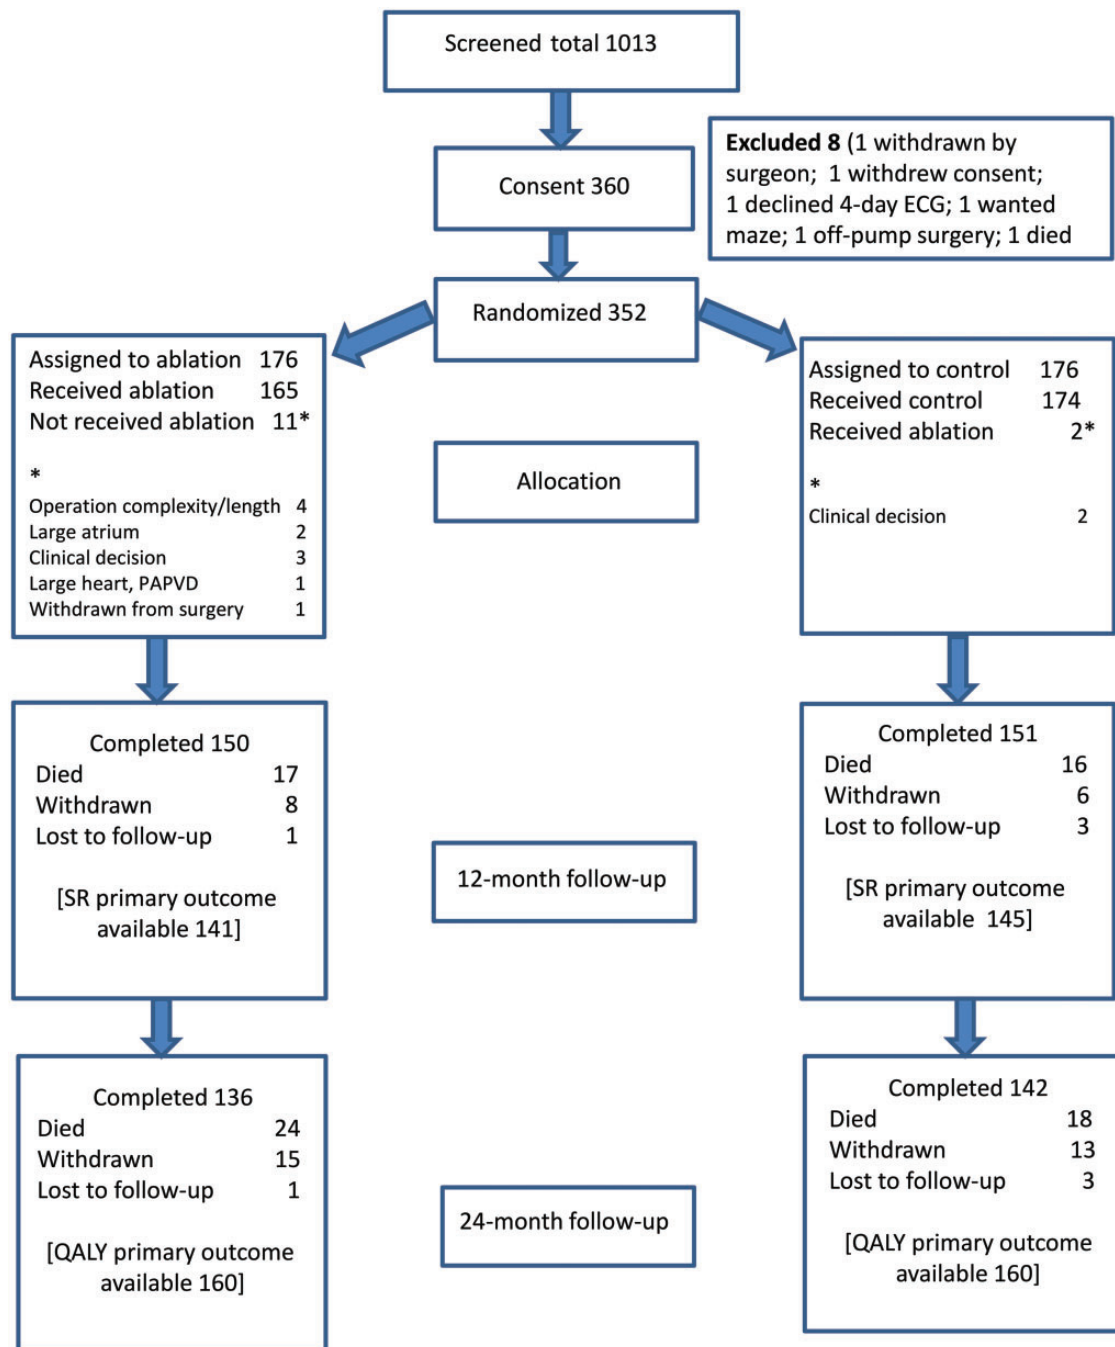 Screened total 1013
Excluded 8 (1 withdrawn by
surgeon; 1 withdrew consent;
1 declined 4-day ECG; 1 wanted
maze; 1 off-pump surgery; 1 died
Consent 360
Randomized 352
Assigned to ablation 176
Received ablation 165
Not received ablation 11*
*
Operation complexity/length 4
Large atrium 2
Clinical decision 3
Large heart, PAPVD 1
Withdrawn from surgery 1
Allocation
Assigned to control 176
Received control 174
Received ablation 2*
*
Clinical decision 2
Completed 150
Died 17
Withdrawn 8
Lost to follow-up 1
[SR primary outcome
available 141]
12-month follow-up
Completed 151
Died 16
Withdrawn 6
Lost to follow-up 3
[SR primary outcome
available 145]
Completed 136
Died 24
Withdrawn 15
Lost to follow-up 1
[QALY primary outcome
available 160]
24-month follow-up
Completed 142
Died 18
Withdrawn 13
Lost to follow-up 3
[QALY primary outcome
available 160]